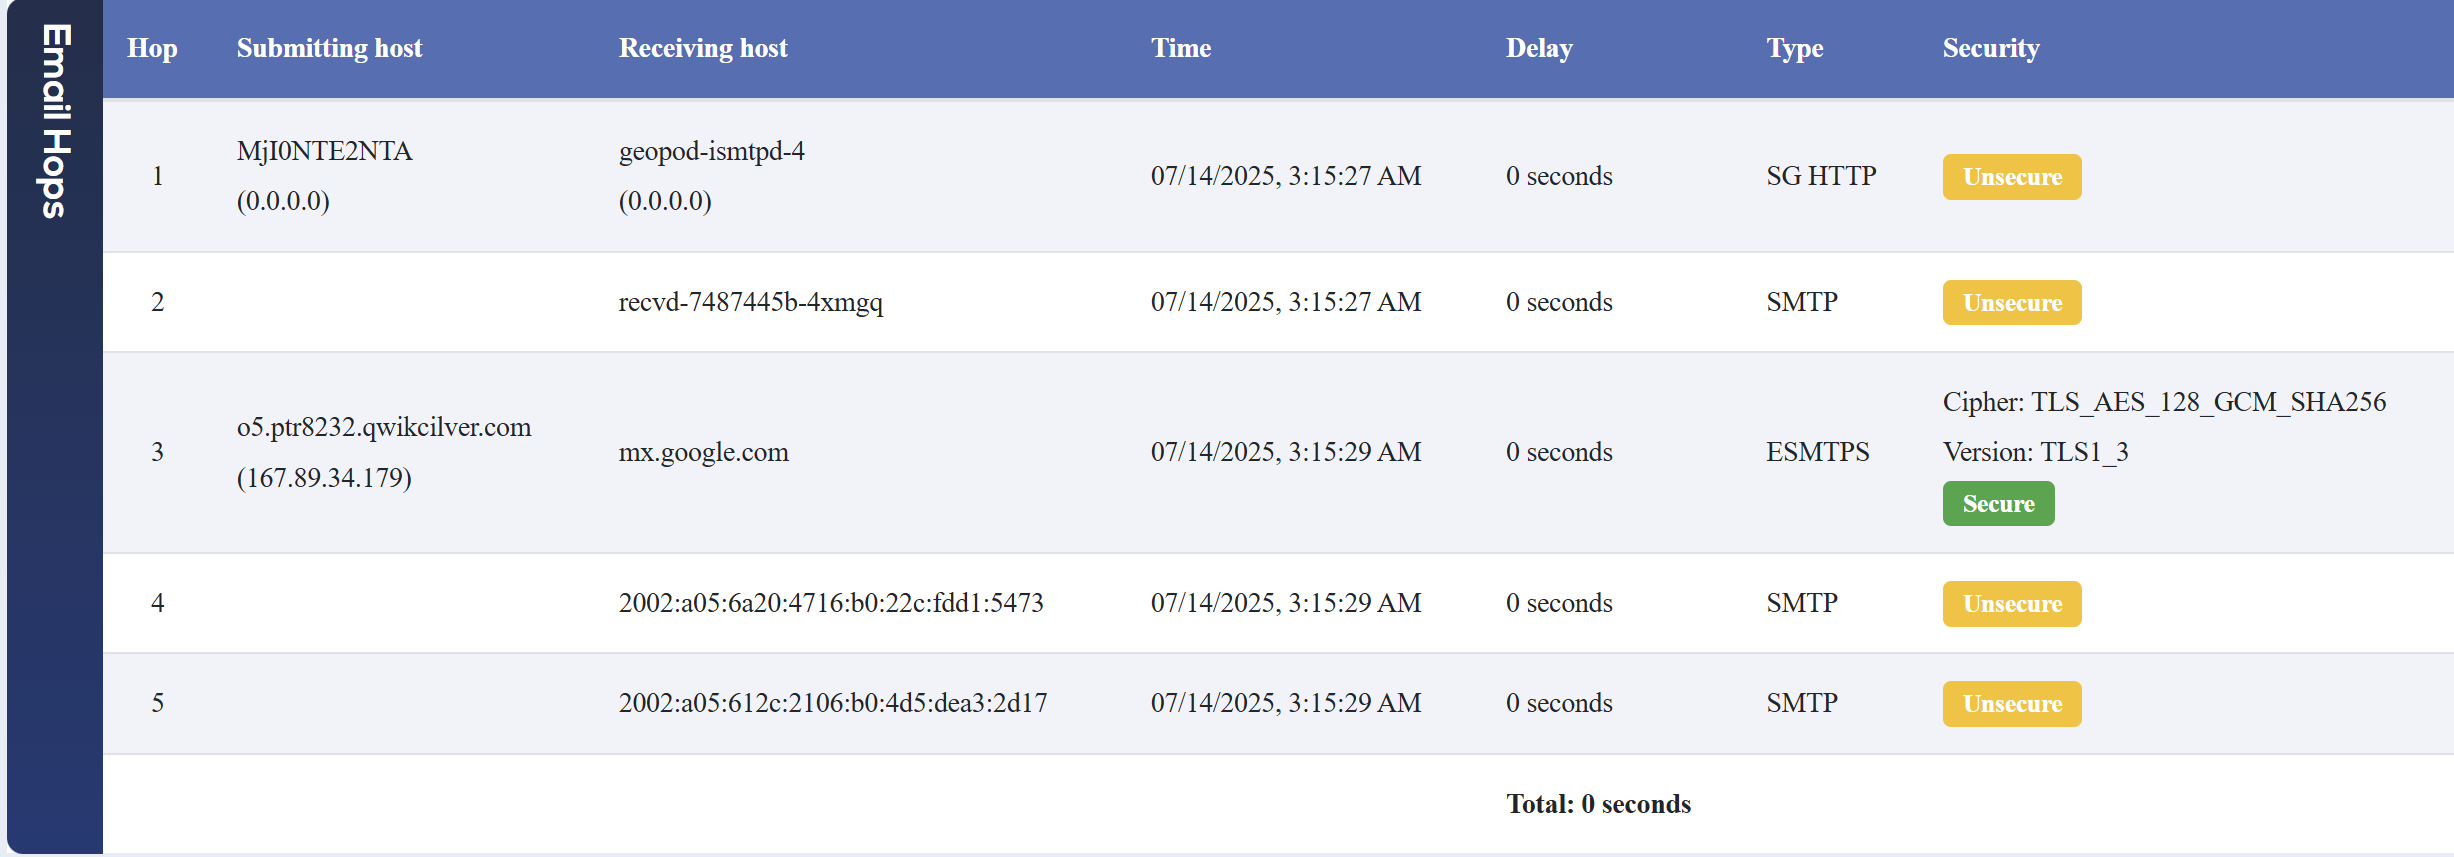 Email Hops
Hop Submitting host Receiving host Time Delay Type Security
1 MjI0NTE2NTA (0.0.0.0) geopod-ismtpd-4 (0.0.0.0) 07/14/2025, 3:15:27 AM 0 seconds SG HTTP Unsecure
2 recvd-7487445b-4xmgq 07/14/2025, 3:15:27 AM 0 seconds SMTP Unsecure
3 o5.ptr8232.qwikcilver.com (167.89.34.179) mx.google.com 07/14/2025, 3:15:29 AM 0 seconds ESMTPS Cipher: TLS_AES_128_GCM_SHA256 Version: TLS1_3 Secure
4 2002:a05:6a20:4716:b0:22c:fdd1:5473 07/14/2025, 3:15:29 AM 0 seconds SMTP Unsecure
5 2002:a05:612c:2106:b0:4d5:dea3:2d17 07/14/2025, 3:15:29 AM 0 seconds SMTP Unsecure
Total: 0 seconds